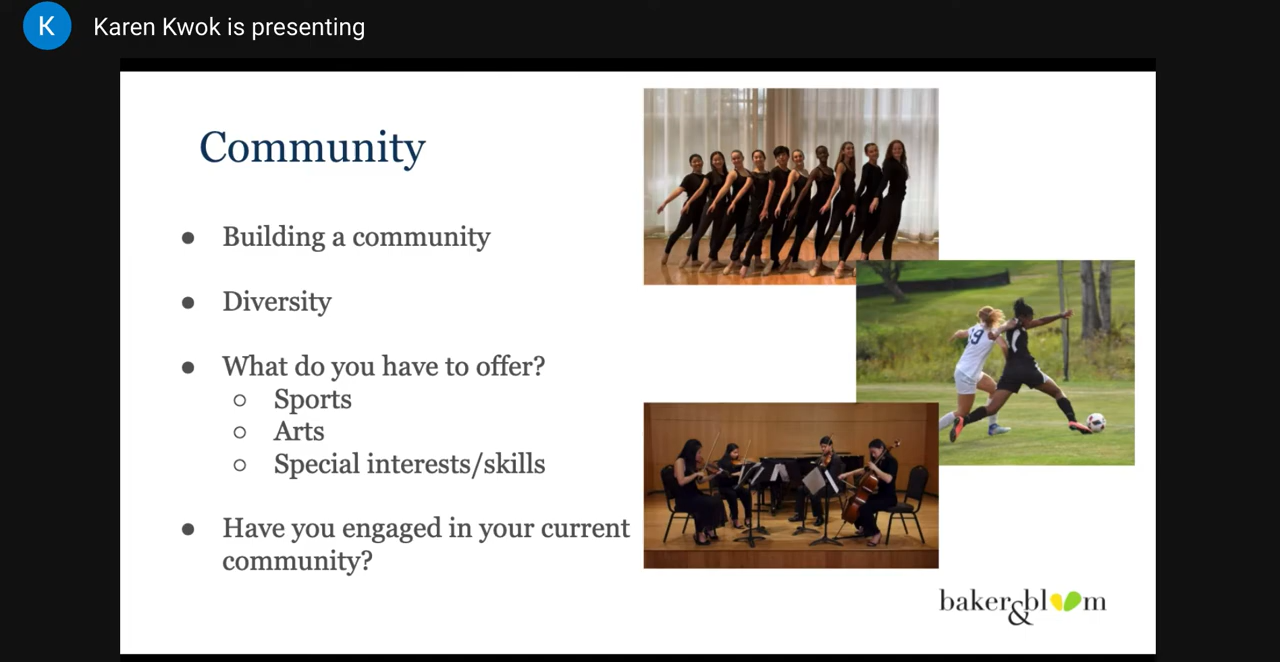 K
Karen Kwok is presenting
Community
● Building a community
● Diversity
● What do you have to offer?
○ Sports
○ Arts
○ Special interests/skills
● Have you engaged in your current
community?
19
baker&bloom